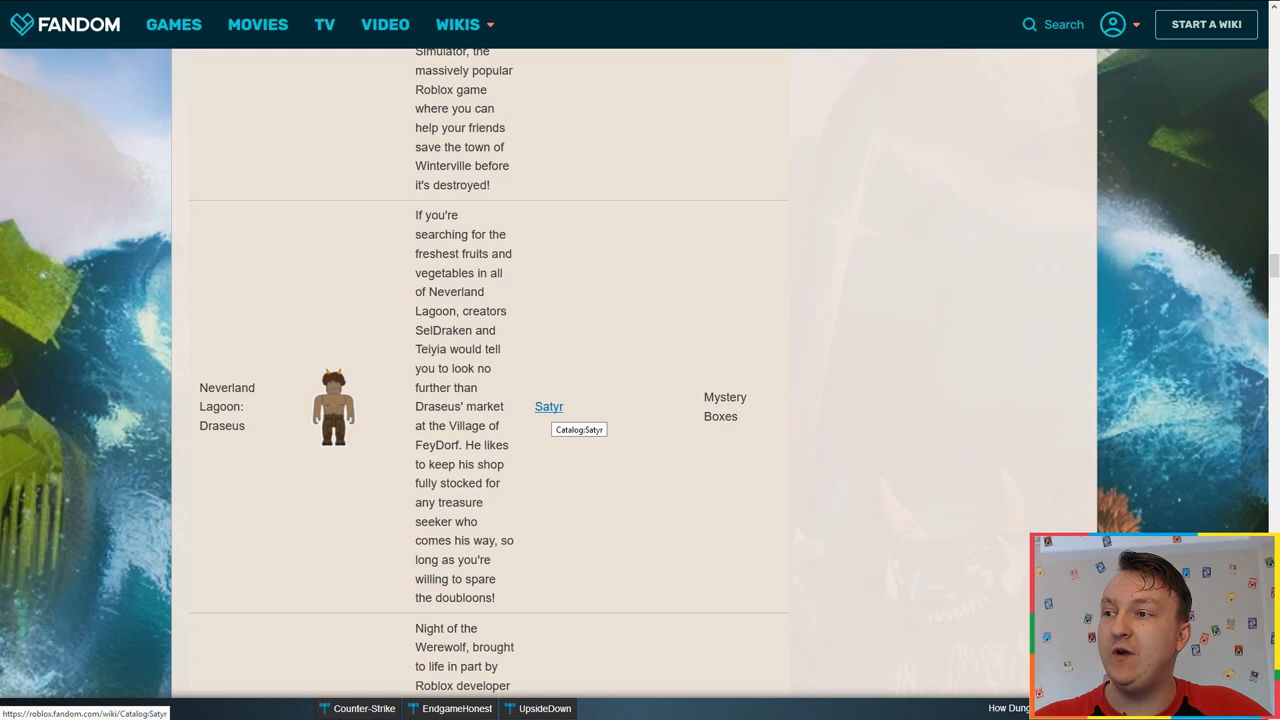 FANDOM
GAMES
MOVIES
TV
VIDEO
WIKIS
Search
START A WIKI
Simulator, the
massively popular
Roblox game
where you can
help your friends
save the town of
Winterville before
it's destroyed!
Neverland
Lagoon:
Draseus
If you're
searching for the
freshest fruits and
vegetables in all
of Neverland
Lagoon, creators
SelDraken and
Teiyia would tell
you to look no
further than
Draseus' market
at the Village of
FeyDorf. He likes
to keep his shop
fully stocked for
any treasure
seeker who
comes his way, so
long as you're
willing to spare
the doubloons!
Satyr
Catalog:Satyr
Mystery
Boxes
Night of the
Werewolf, brought
to life in part by
Roblox developer
https://roblox.fandom.com/wiki/Catalog:Satyr
Counter-Strike
EndgameHonest
UpsideDown
How Dung